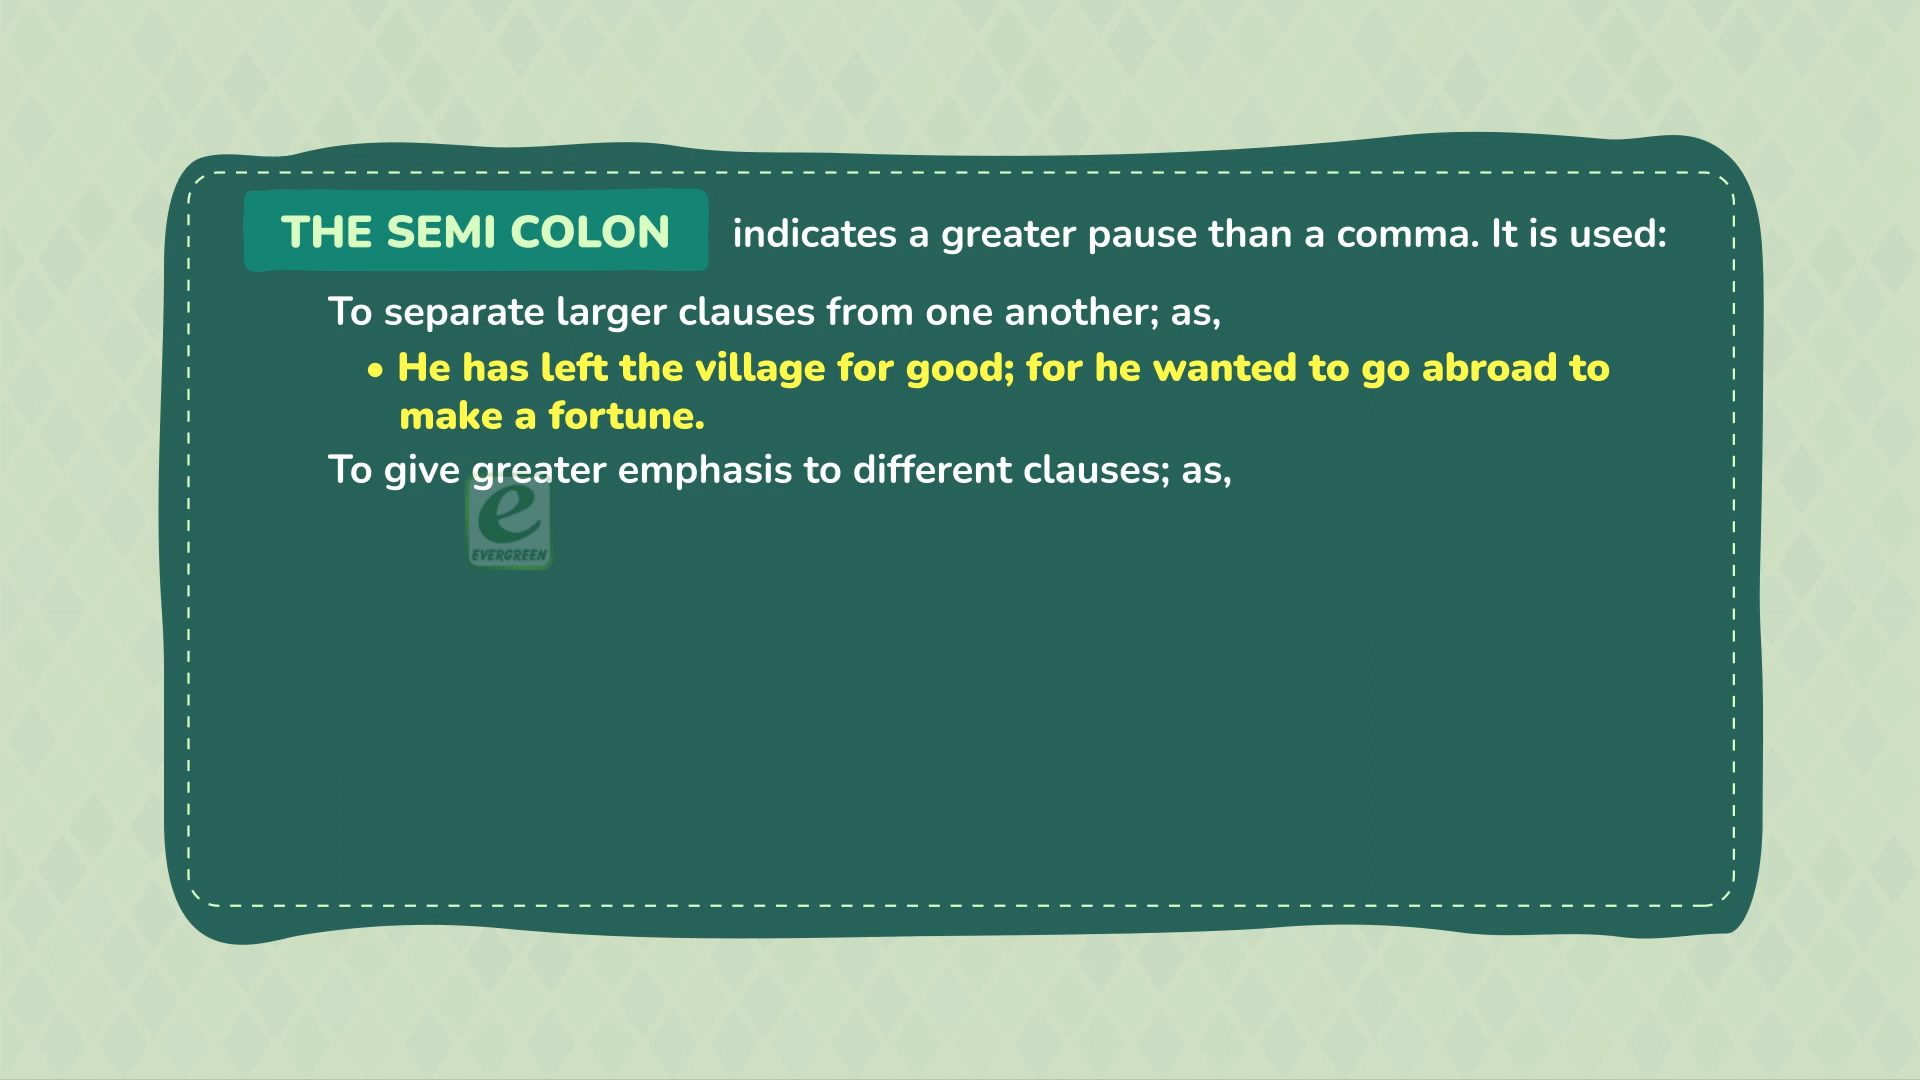 THE SEMI COLON indicates a greater pause than a comma. It is used:
To separate larger clauses from one another; as,
• He has left the village for good; for he wanted to go abroad to
make a fortune.
To give greater emphasis to different clauses; as,
e
EVERGREEN